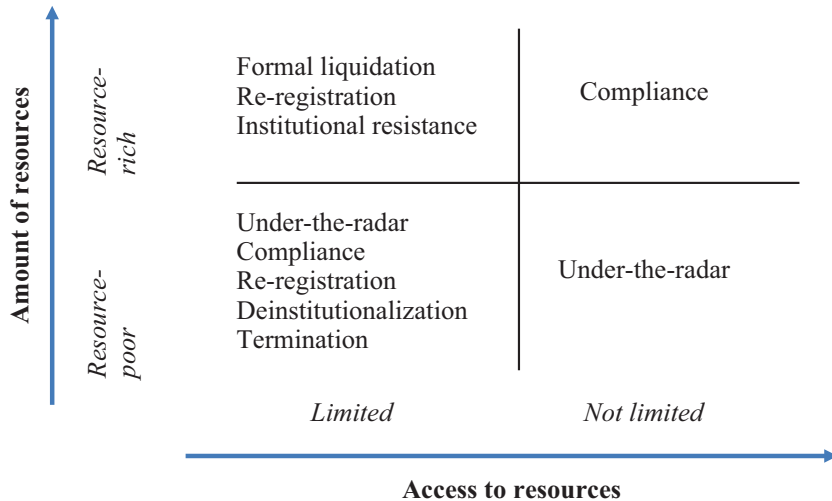 Amount of resources
Resource-
rich
Formal liquidation
Re-registration
Institutional resistance
Compliance
Resource-
poor
Under-the-radar
Compliance
Re-registration
Deinstitutionalization
Termination
Under-the-radar
Limited
Not limited
Access to resources